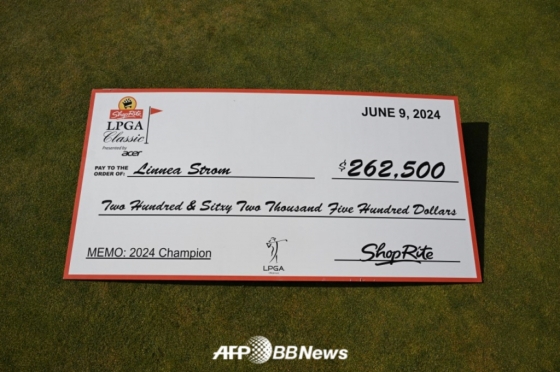 JUNE 9, 2024
ShopRite
LPGA
Classic
Presented by
acer
PAY TO THE
ORDER OF: Linnea Strom $262,500
Two Hundred & Sitxy Two Thousand Five Hundred Dollars
MEMO: 2024 Champion
LPGA
ShopRite
AFP BBNews